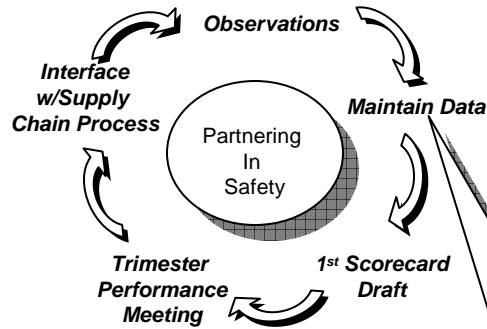 Observations
Maintain Data
1st Scorecard
Draft
Trimester
Performance
Meeting
Interface
w/Supply
Chain Process
Partnering
In
Safety